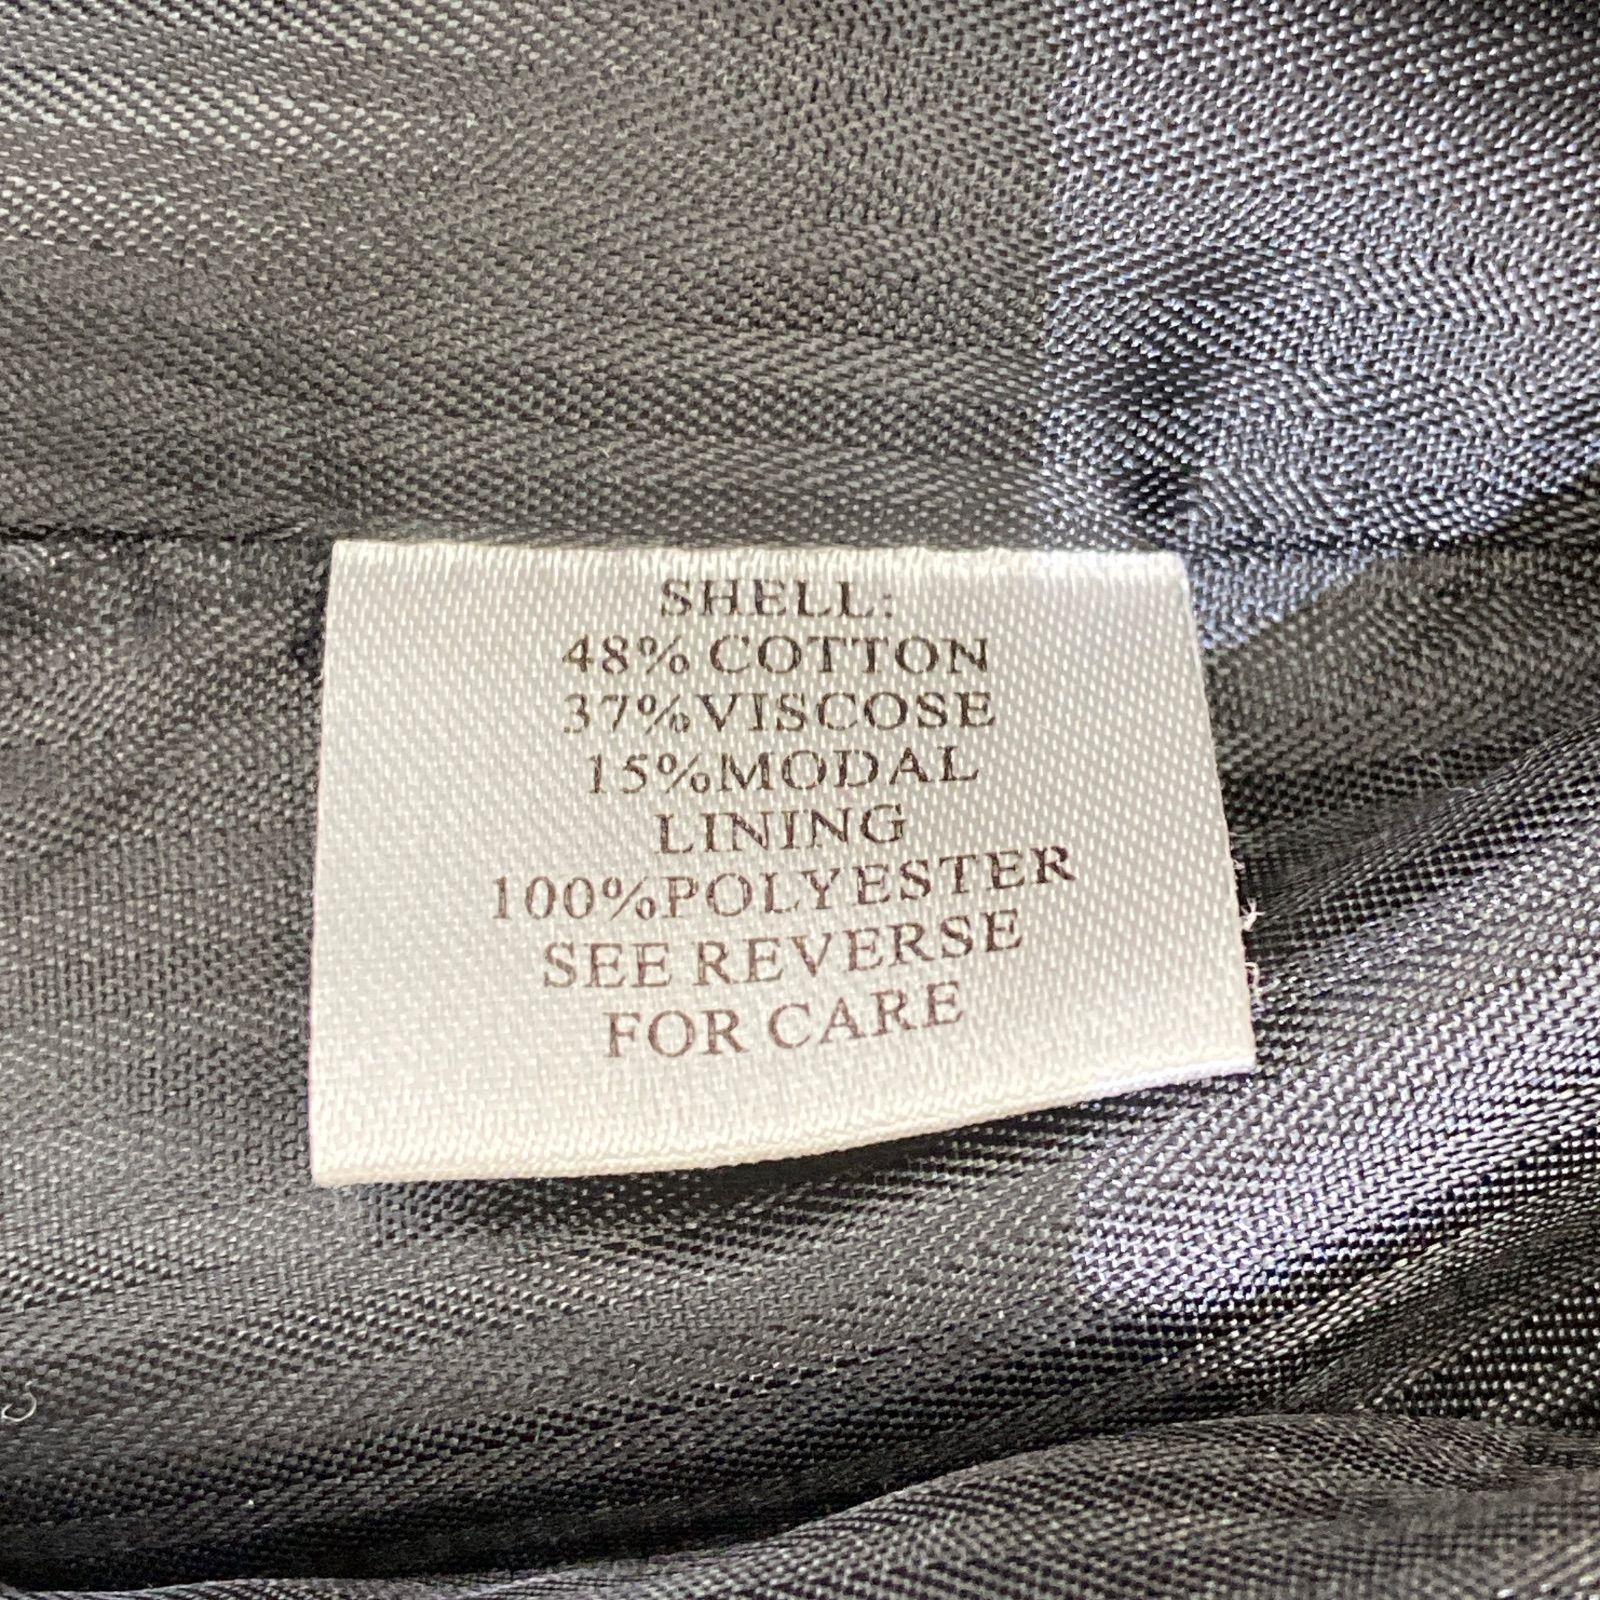 SHELL:
48% COTTON
37%VISCOSE
15%MODAL
LINING
100%POLYESTER
SEE REVERSE
FOR CARE